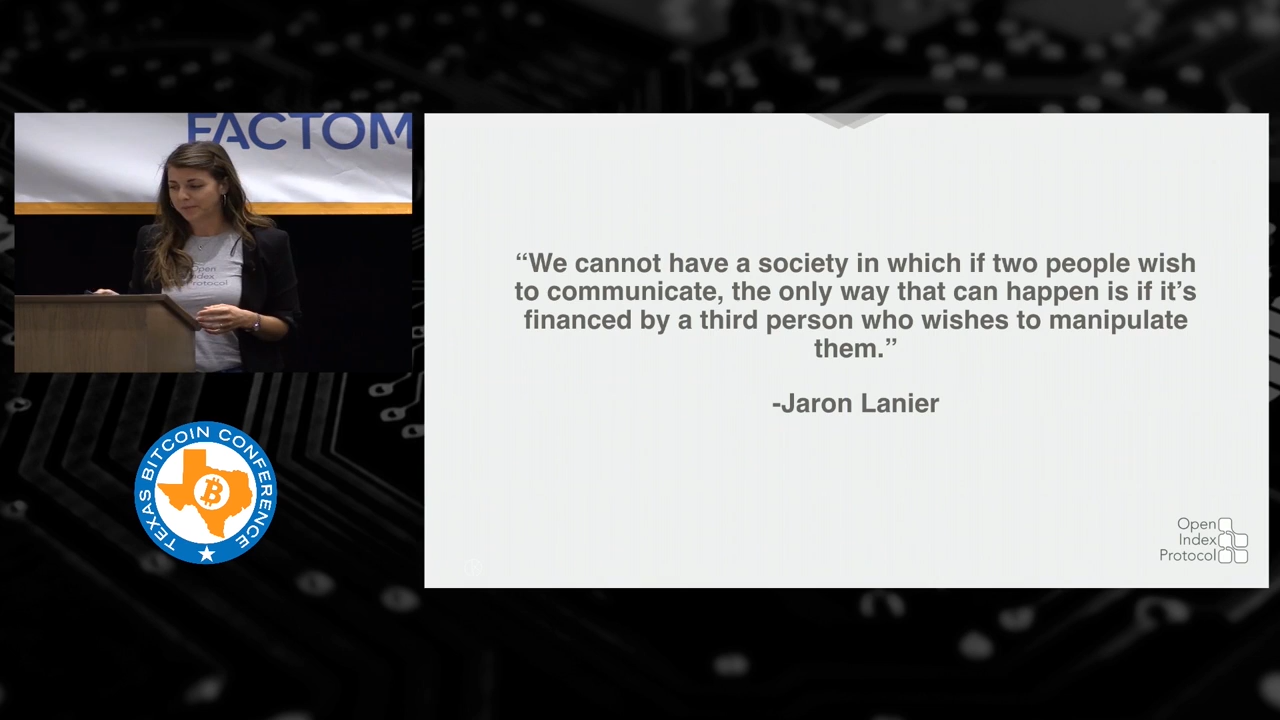 FACTOM
Open
Index
Protocol
TEXAS BITCOIN CONFERENCE
“We cannot have a society in which if two people wish
to communicate, the only way that can happen is if it’s
financed by a third person who wishes to manipulate
them.”
-Jaron Lanier
Open
Index
Protocol